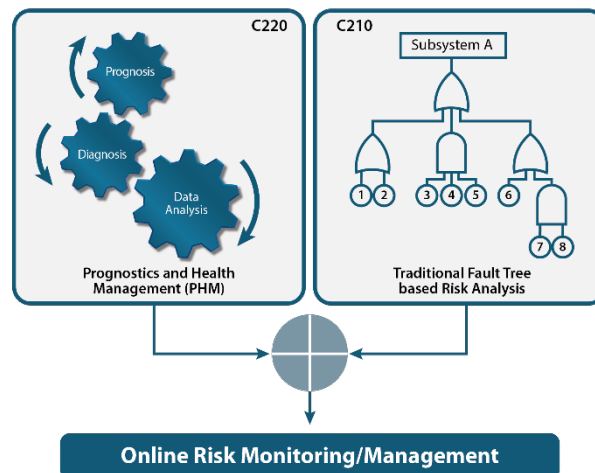 C220
Prognosis
Diagnosis
Data
Analysis
Prognostics and Health
Management (PHM)
C210
Subsystem A
1 2 3 4 5 6
7 8
Traditional Fault Tree
based Risk Analysis
Online Risk Monitoring/Management